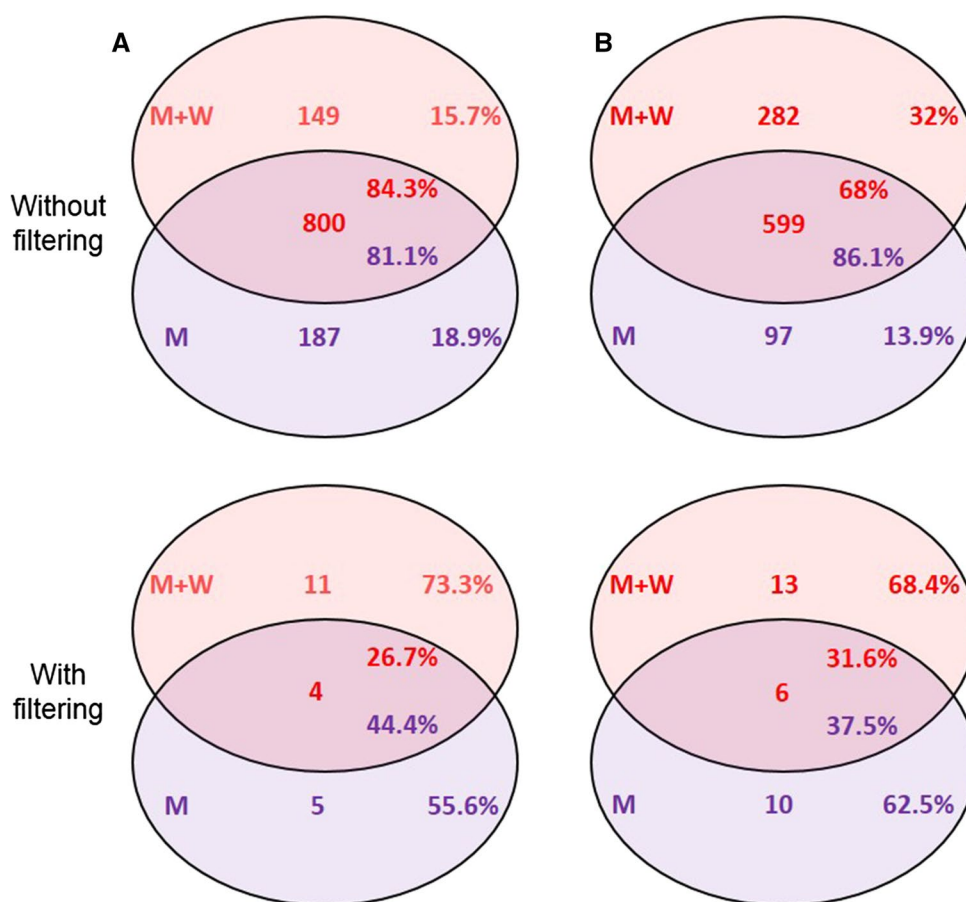 A
B
M+W 149 15.7%
M+W 282 32%
84.3%
68%
Without
filtering
800
599
81.1%
86.1%
M 187 18.9%
M 97 13.9%
M+W 11 73.3%
M+W 13 68.4%
26.7%
31.6%
With
filtering
4
6
44.4%
37.5%
M 5 55.6%
M 10 62.5%